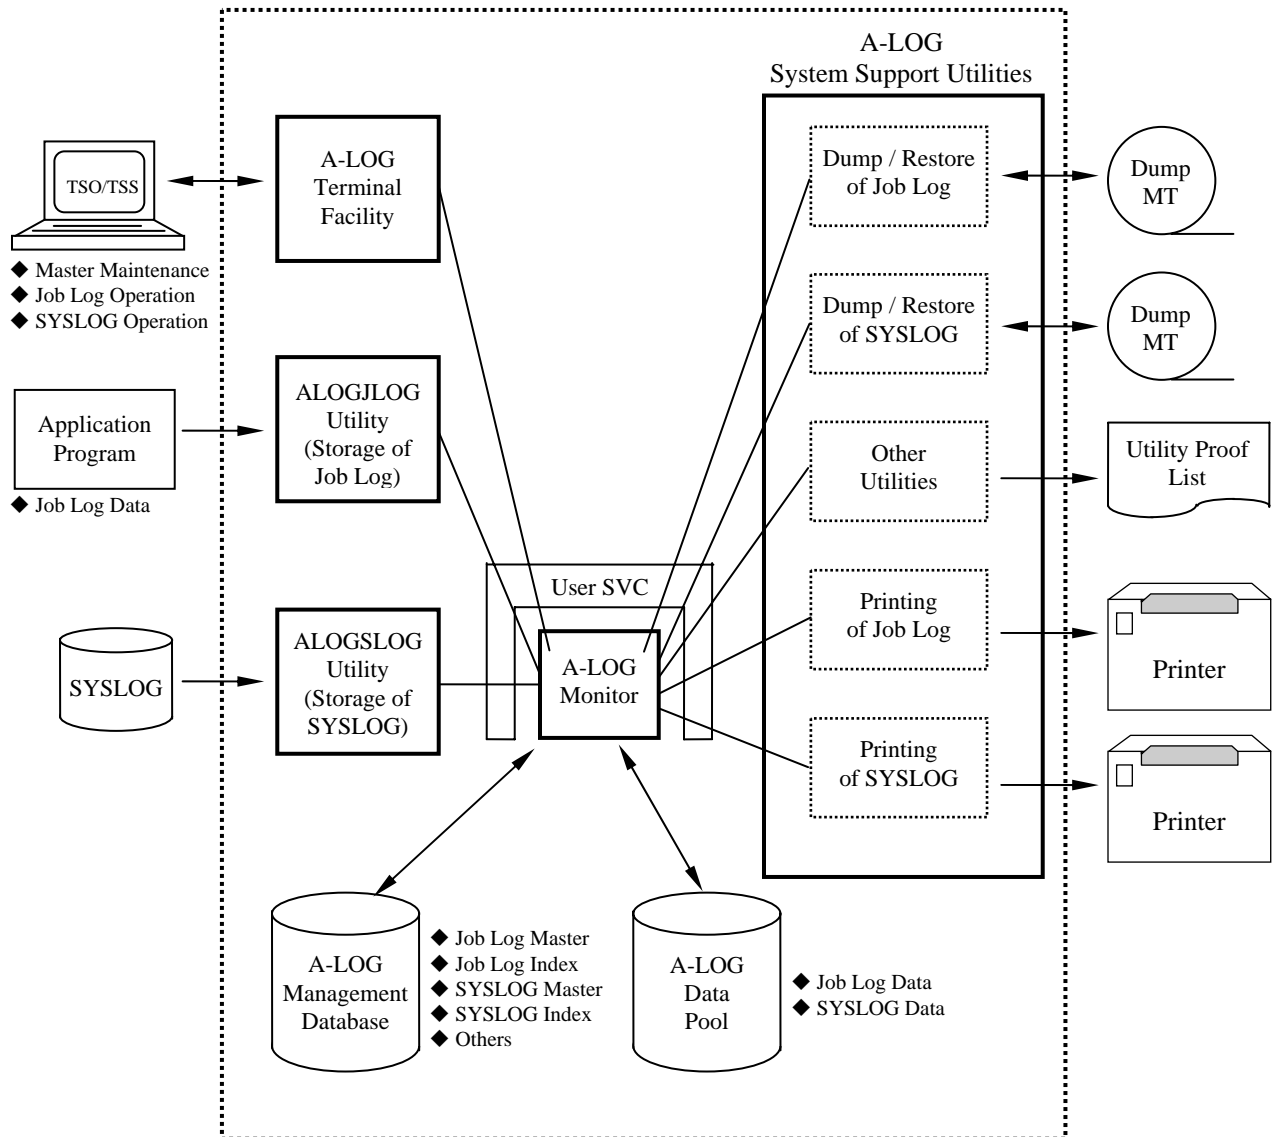 A-LOG
System Support Utilities
TSO/TSS
◆ Master Maintenance
◆ Job Log Operation
◆ SYSLOG Operation
A-LOG
Terminal
Facility
Dump / Restore
of Job Log
Dump
MT
Dump / Restore
of SYSLOG
Dump
MT
Application
Program
◆ Job Log Data
ALOGJLOG
Utility
(Storage of
Job Log)
Other
Utilities
Utility Proof
List
User SVC
A-LOG
Monitor
SYSLOG
ALOGSLOG
Utility
(Storage of
SYSLOG)
Printing
of Job Log
Printer
Printing
of SYSLOG
Printer
A-LOG
Management
Database
◆ Job Log Master
◆ Job Log Index
◆ SYSLOG Master
◆ SYSLOG Index
◆ Others
A-LOG
Data
Pool
◆ Job Log Data
◆ SYSLOG Data